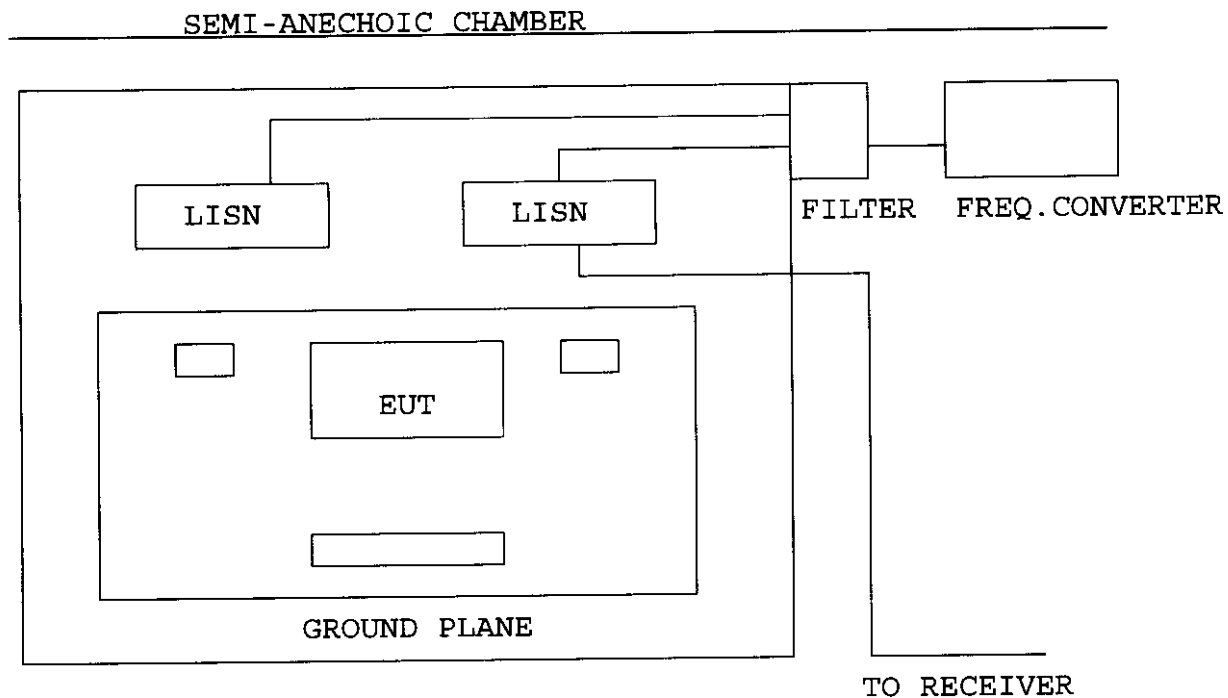 SEMI-ANECHOIC CHAMBER
LISN
LISN
FILTER
FREQ.CONVERTER
EUT
GROUND PLANE
TO RECEIVER